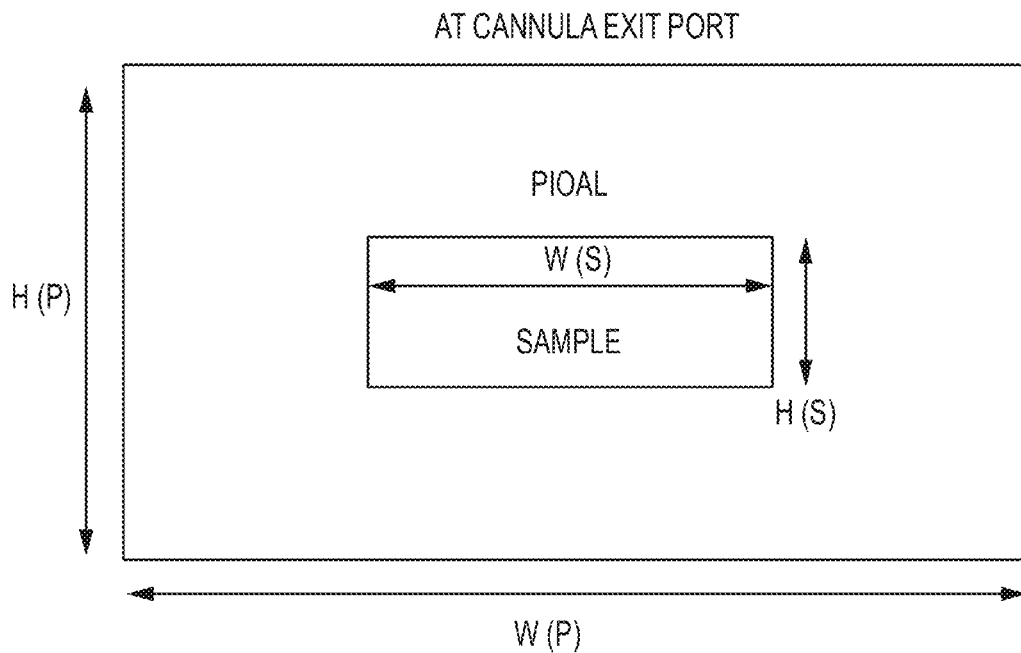 AT CANNULA EXIT PORT
PIOAL
W (S)
H (P)
SAMPLE
H (S)
W (P)